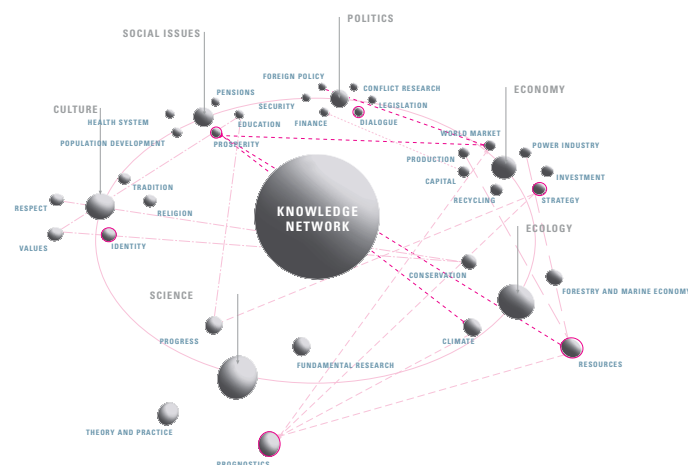 POLITICS
SOCIAL ISSUES
FOREIGN POLICY
CONFLICT RESEARCH
PENSIONS
ECONOMY
SECURITY
LEGISLATION
CULTURE
HEALTH SYSTEM
EDUCATION
FINANCE
DIALOGUE
WORLD MARKET
POPULATION DEVELOPMENT
PROSPERITY
POWER INDUSTRY
PRODUCTION
CAPITAL
INVESTMENT
TRADITION
RECYCLING
STRATEGY
RESPECT
RELIGION
KNOWLEDGE
NETWORK
ECOLOGY
VALUES
IDENTITY
CONSERVATION
SCIENCE
FORESTRY AND MARINE ECONOMY
PROGRESS
CLIMATE
FUNDAMENTAL RESEARCH
RESOURCES
THEORY AND PRACTICE
PROGNOSTICS